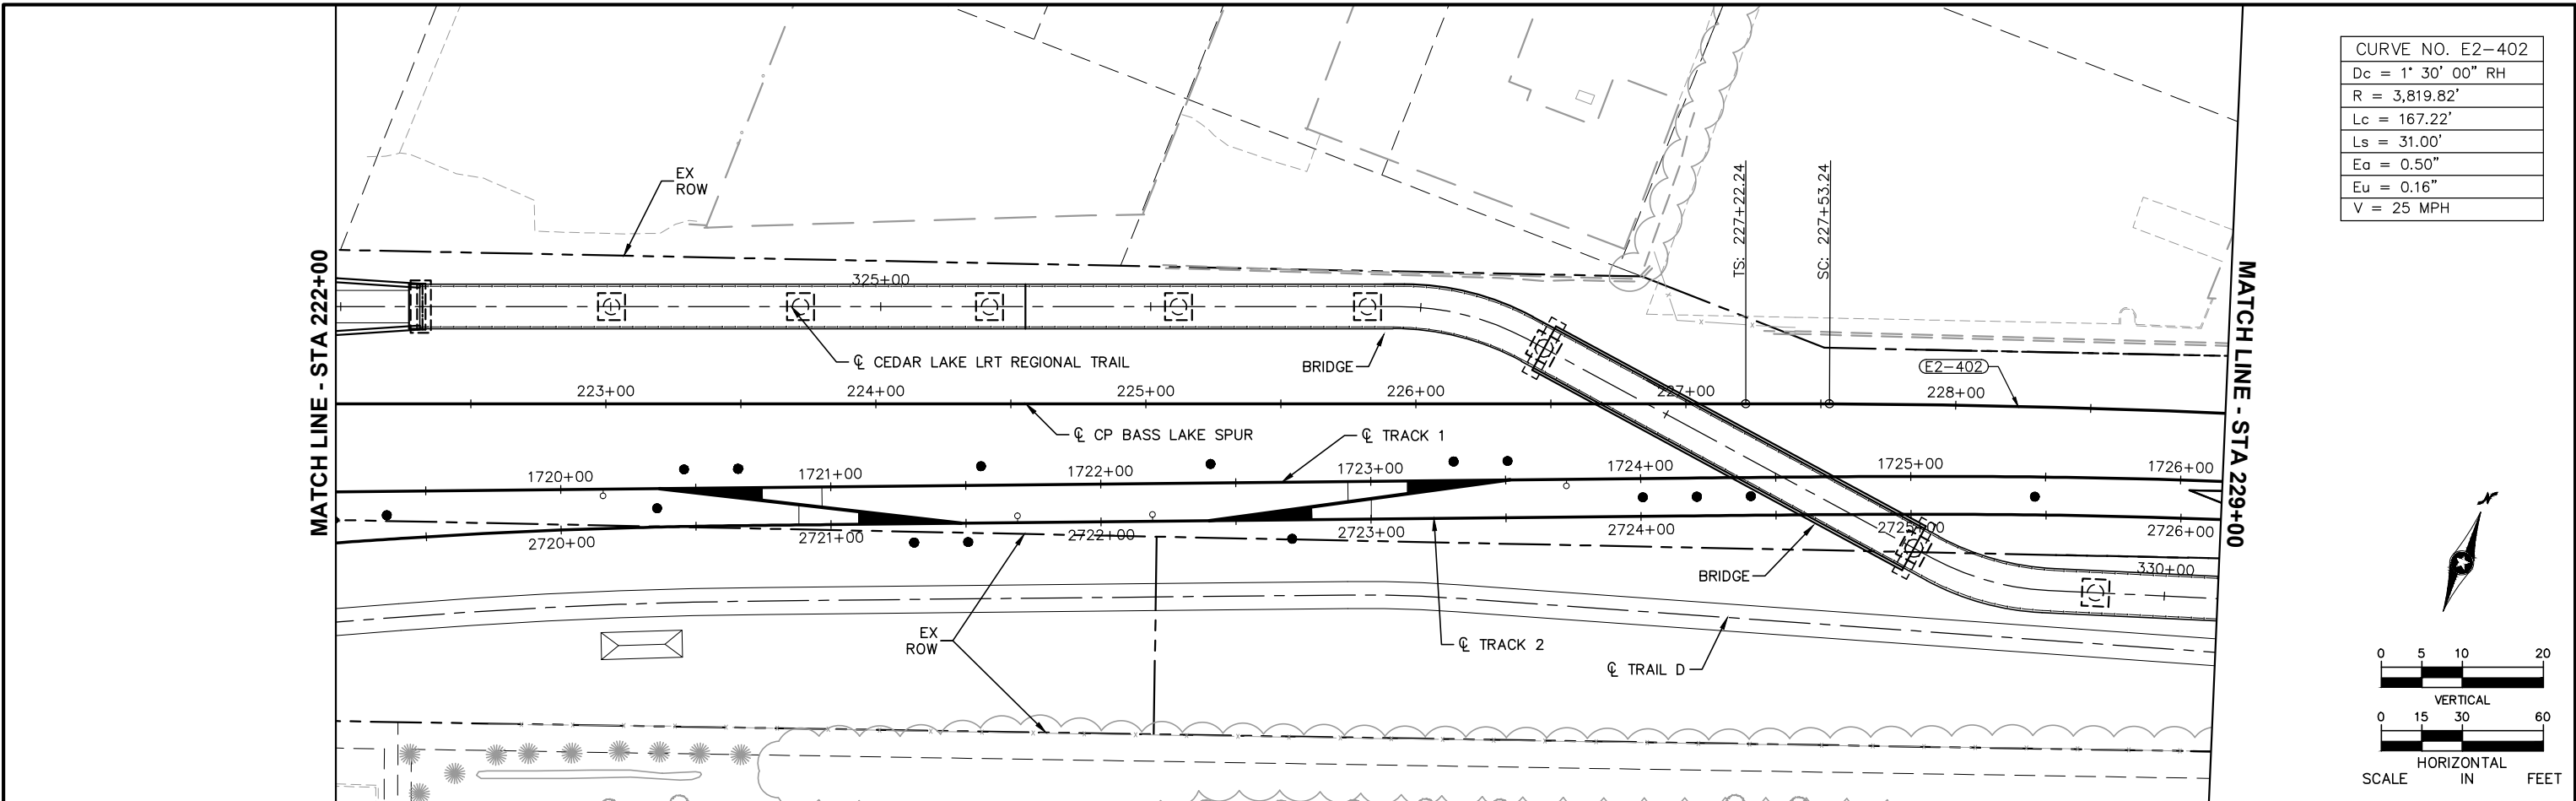 CURVE NO. E2-402
Dc = 1° 30' 00" RH
R = 3,819.82'
Lc = 167.22'
Ls = 31.00'
Ea = 0.50"
Eu = 0.16"
V = 25 MPH
EX
ROW
TS: 227+22.24
SC: 227+53.24
MATCH LINE - STA 222+00
MATCH LINE - STA 229+00
325+00
℄ CEDAR LAKE LRT REGIONAL TRAIL
BRIDGE
E2-402
223+00
224+00
225+00
226+00
227+00
228+00
℄ CP BASS LAKE SPUR
℄ TRACK 1
1720+00
1721+00
1722+00
1723+00
1724+00
1725+00
1726+00
2720+00
2721+00
2722+00
2723+00
2724+00
2725+00
2726+00
BRIDGE
330+00
EX
ROW
℄ TRACK 2
℄ TRAIL D
N
0 5 10 20
VERTICAL
0 15 30 60
HORIZONTAL
SCALE IN FEET